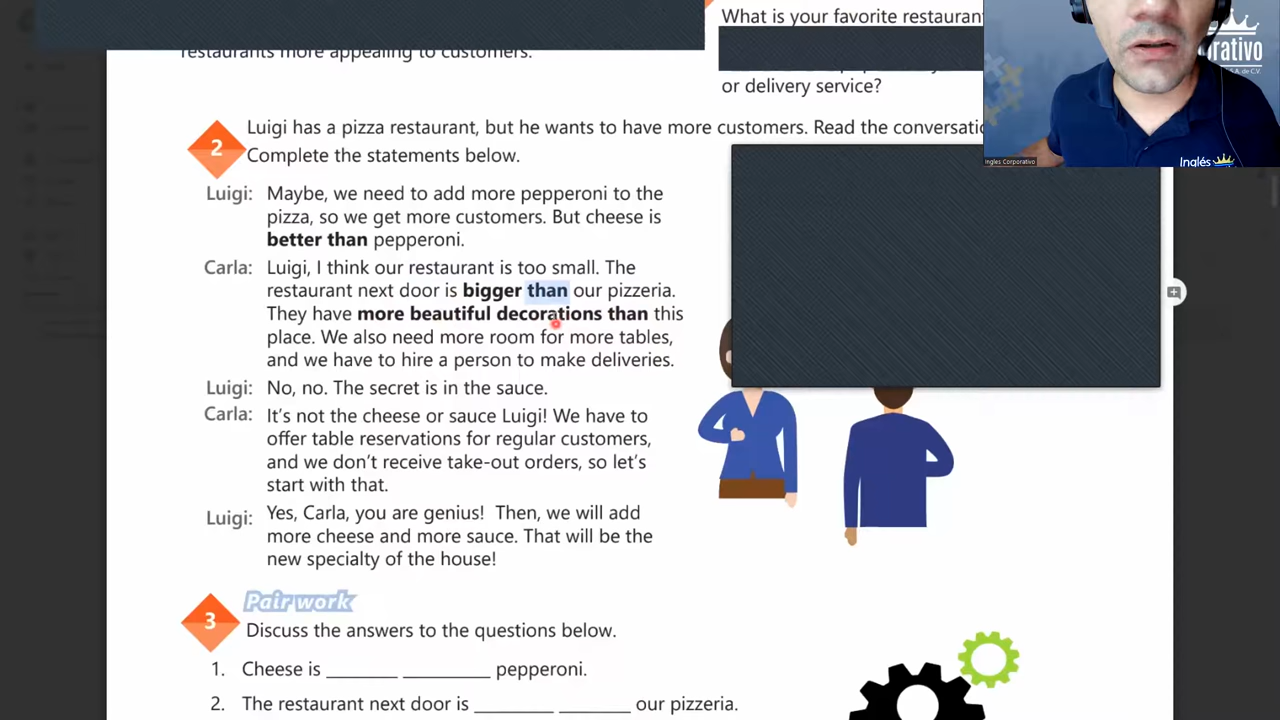 restaurants more appealing to customers.
What is your favorite restaurant
or delivery service?
2
Luigi has a pizza restaurant, but he wants to have more customers. Read the
Complete the statements below.
Luigi: Maybe, we need to add more pepperoni to the
pizza, so we get more customers. But cheese is
better than pepperoni.
Carla: Luigi, I think our restaurant is too small. The
restaurant next door is bigger than our pizzeria.
They have more beautiful decorations than this
place. We also need more room for more tables,
and we have to hire a person to make deliveries.
Luigi: No, no. The secret is in the sauce.
Carla: It's not the cheese or sauce Luigi! We have to
offer table reservations for regular customers,
and we don't receive take-out orders, so let's
start with that.
Luigi: Yes, Carla, you are genius! Then, we will add
more cheese and more sauce. That will be the
new specialty of the house!
Pair work
3
Discuss the answers to the questions below.
1. Cheese is ________ __________ pepperoni.
2. The restaurant next door is _________ ________ our pizzeria.
Ingles Corporativo
Inglés